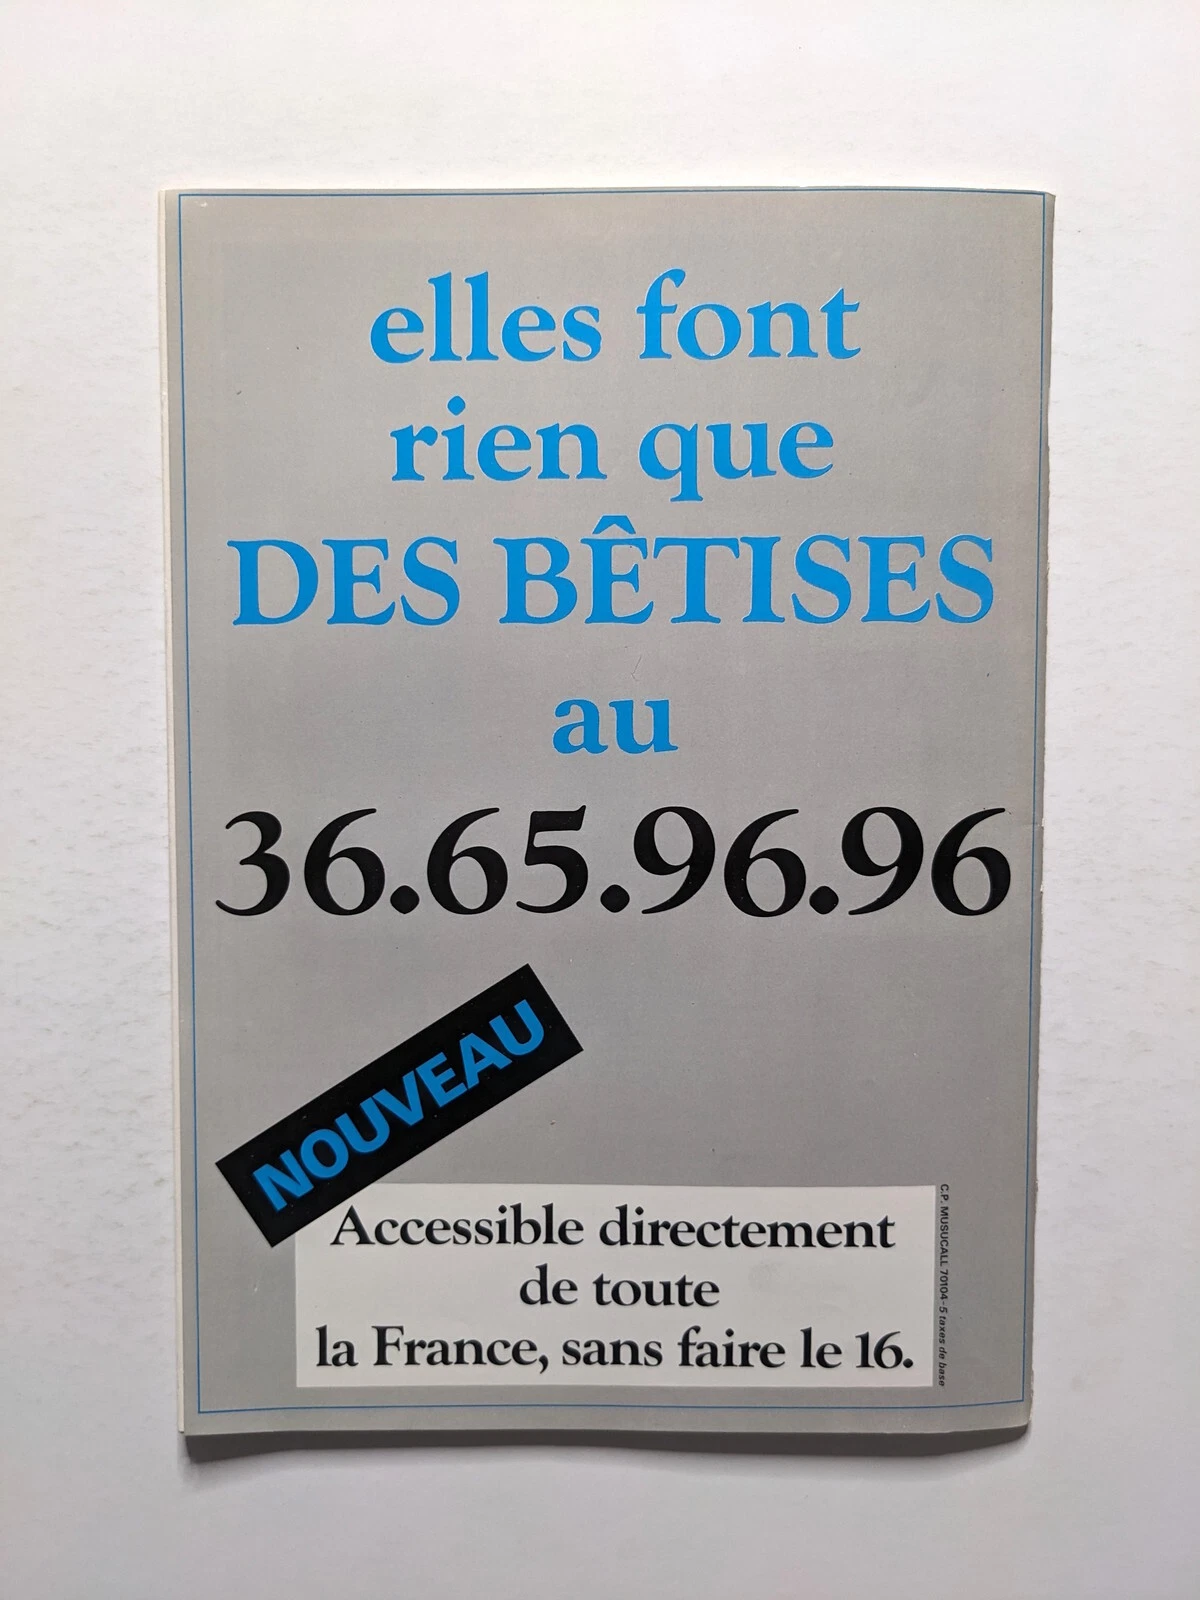 elles font
rien que
DES BÊTISES
au
36.65.96.96
NOUVEAU
Accessible directement
de toute
la France, sans faire le 16.
C.P. MUSUCALL 70104 - 5 taxes de base